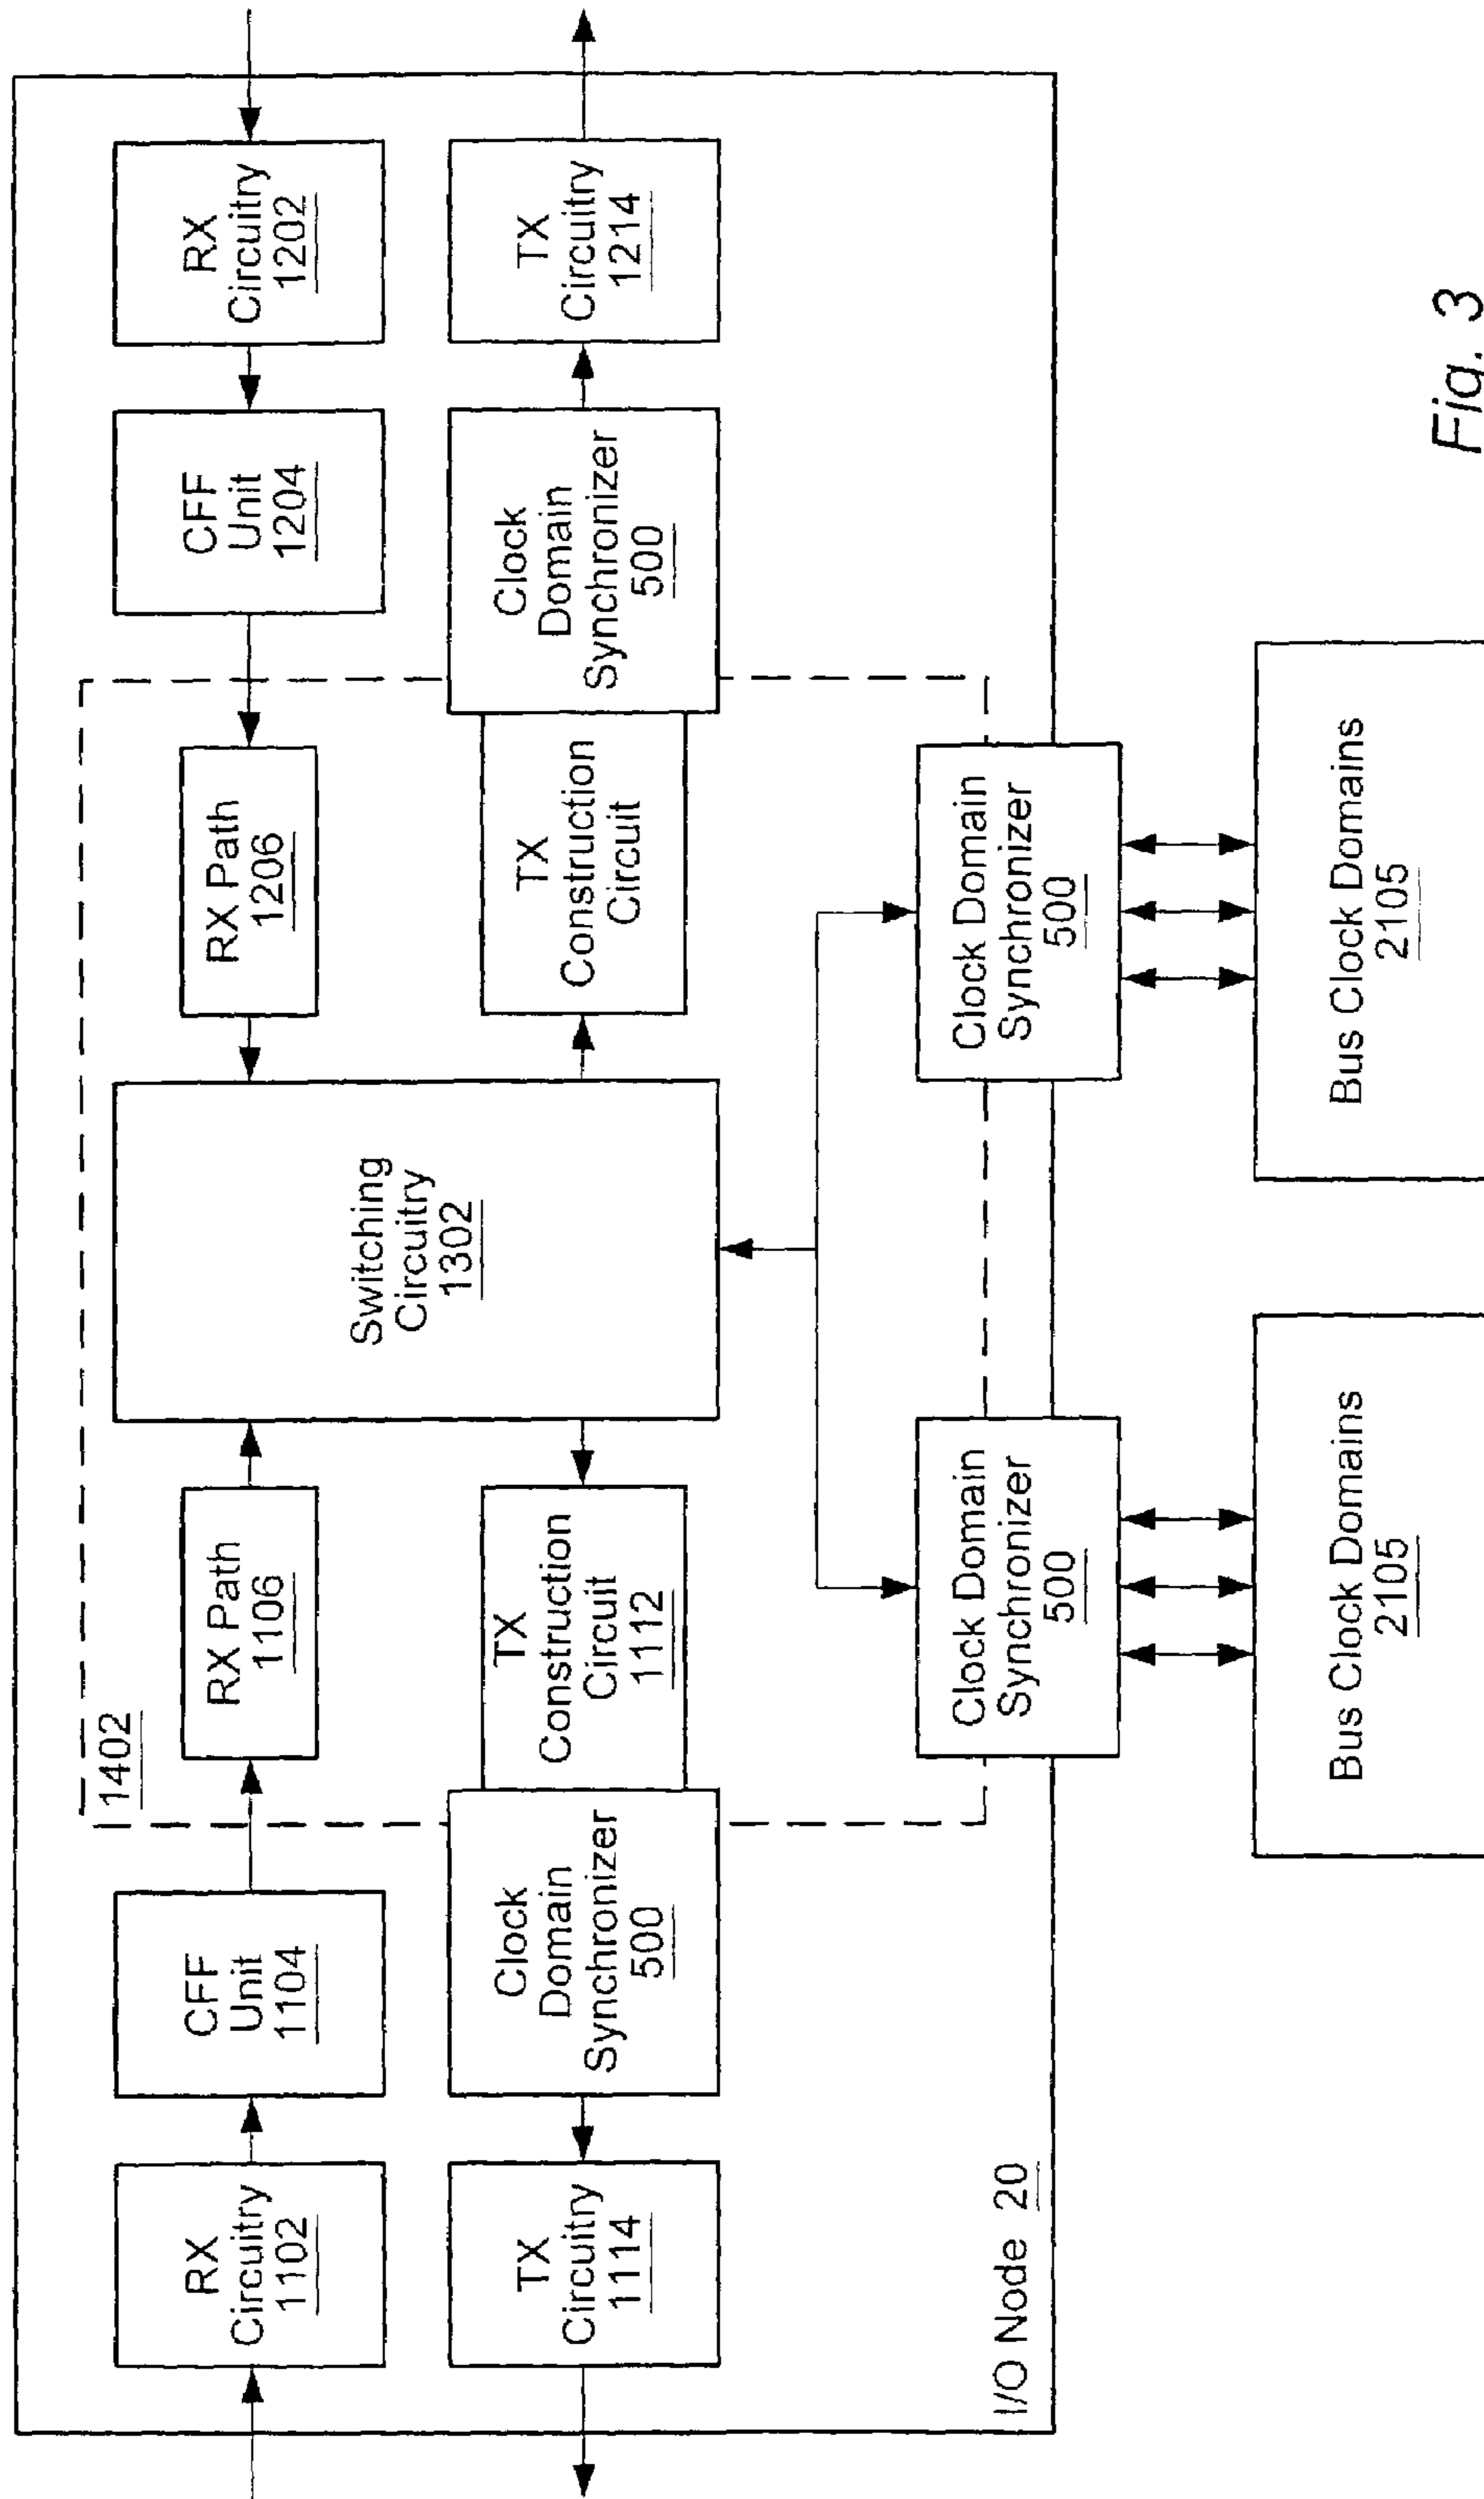 RX
Circuitry
1102
CFF
Unit
1104
1402
RX Path
1106
Switching
Circuitry
1302
RX Path
1206
CFF
Unit
1204
RX
Circuitry
1202
TX
Circuitry
1114
Clock
Domain
Synchronizer
500
TX
Construction
Circuit
1112
TX
Construction
Circuit
Clock
Domain
Synchronizer
500
TX
Circuitry
1214
I/O Node 20
Clock Domain
Synchronizer
500
Clock Domain
Synchronizer
500
Bus Clock Domains
2105
Bus Clock Domains
2105
Fig. 3